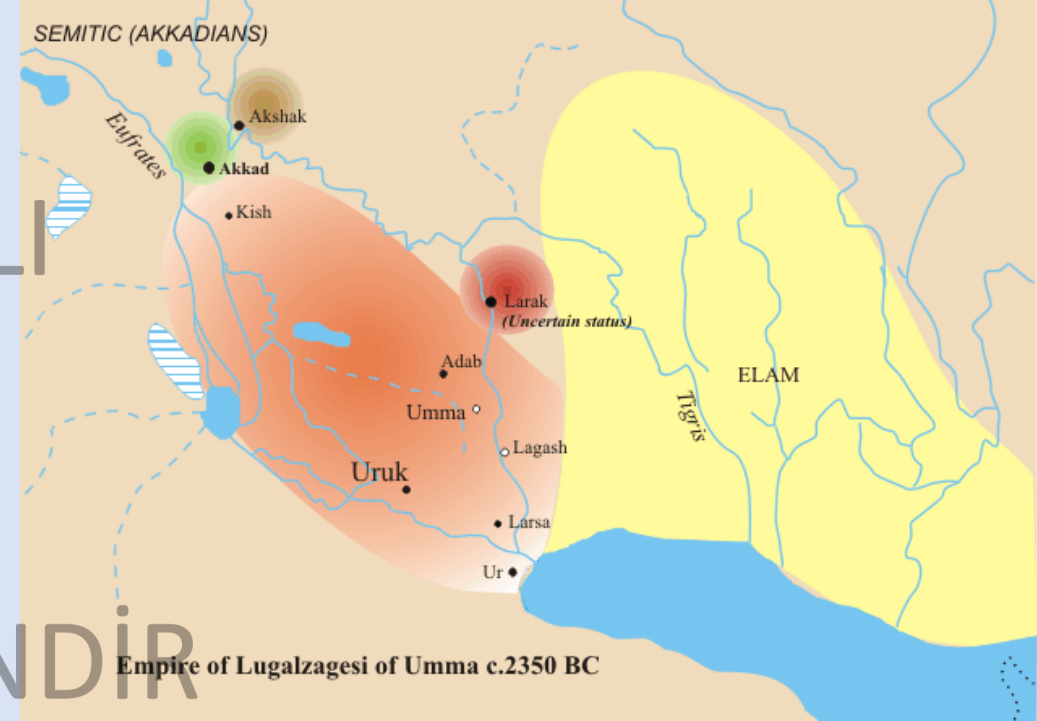 SEMITIC (AKKADIANS)
Akshak
Eufrates
Akkad
Kish
LI
Larak
(Uncertain status)
Adab
ELAM
Umma
Tigris
Lagash
Uruk
Larsa
Ur
NDİR
Empire of Lugalzagesi of Umma c.2350 BC